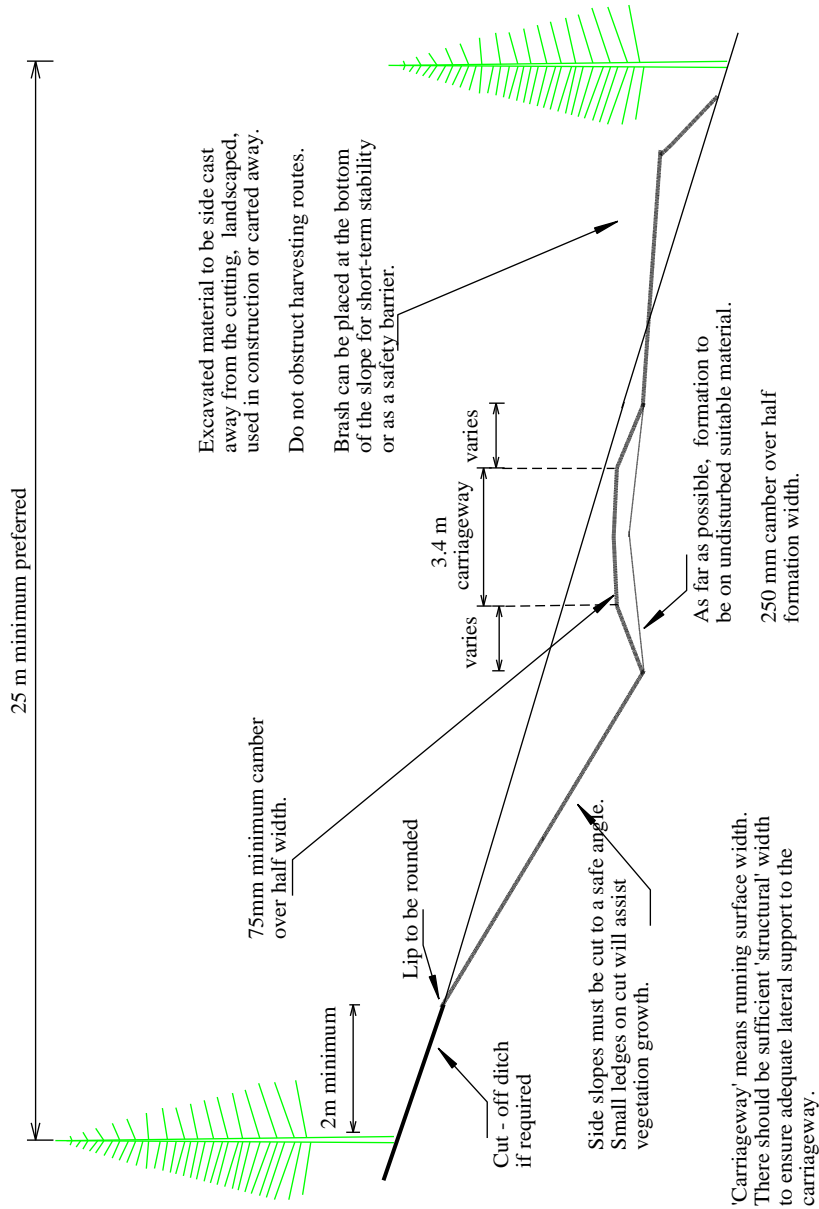 25 m minimum preferred
Excavated material to be side cast
away from the cutting, landscaped,
used in construction or carted away.
Do not obstruct harvesting routes.
Brash can be placed at the bottom
of the slope for short-term stability
or as a safety barrier.
75mm minimum camber
over half width.
2m minimum
Lip to be rounded
varies
3.4 m
carriageway
varies
Cut - off ditch
if required
Side slopes must be cut to a safe angle.
Small ledges on cut will assist
vegetation growth.
As far as possible, formation to
be on undisturbed suitable material.
250 mm camber over half
formation width.
'Carriageway' means running surface width.
There should be sufficient 'structural' width
to ensure adequate lateral support to the
carriageway.